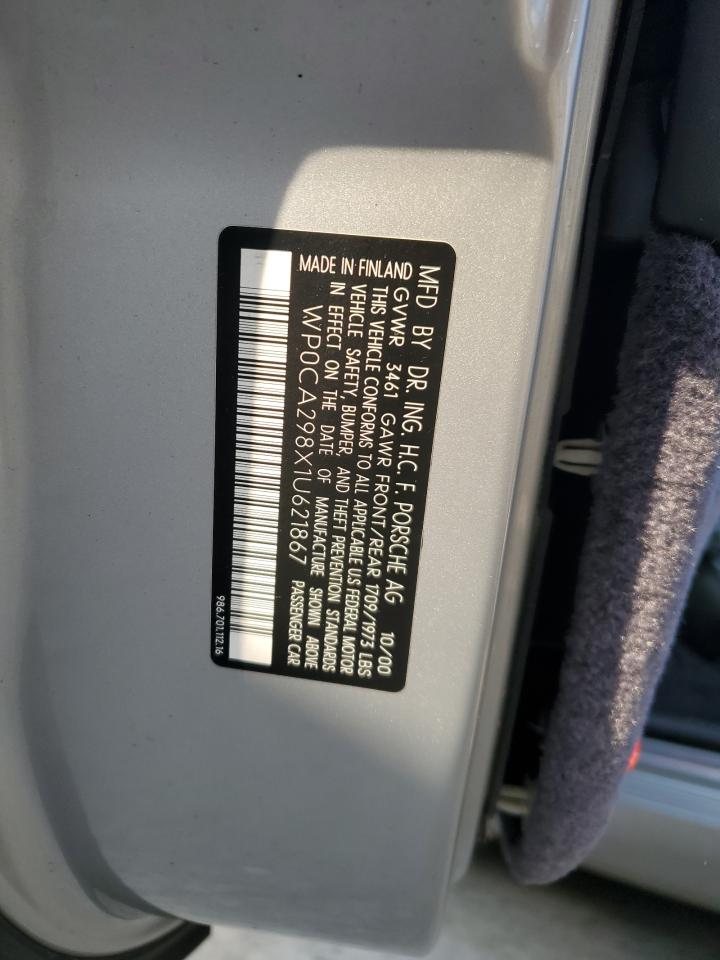 MFD BY DR. ING. H.C. F. PORSCHE AG
GVWR 3461 GAWR FRONT/REAR 1709/1973 LBS 10/00
THIS VEHICLE CONFORMS TO ALL APPLICABLE US FEDERAL MOTOR
VEHICLE SAFETY, BUMPER, AND THEFT PREVENTION STANDARDS
IN EFFECT ON THE DATE OF MANUFACTURE SHOWN ABOVE
MADE IN FINLAND
WP0CA298X1U621867 PASSENGER CAR
986.701.112.16